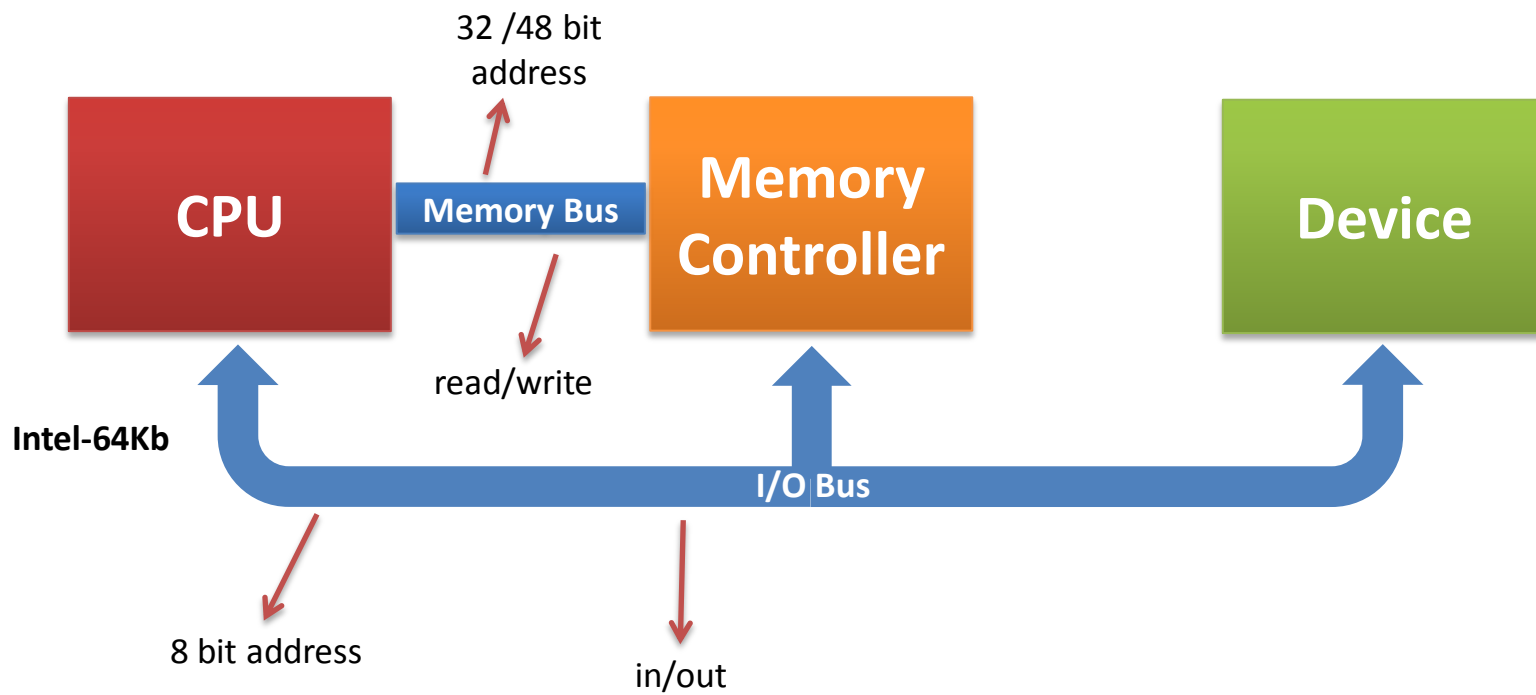 32 /48 bit
address
CPU
Memory Bus
Memory
Controller
Device
read/write
Intel-64Kb
I/O Bus
8 bit address
in/out